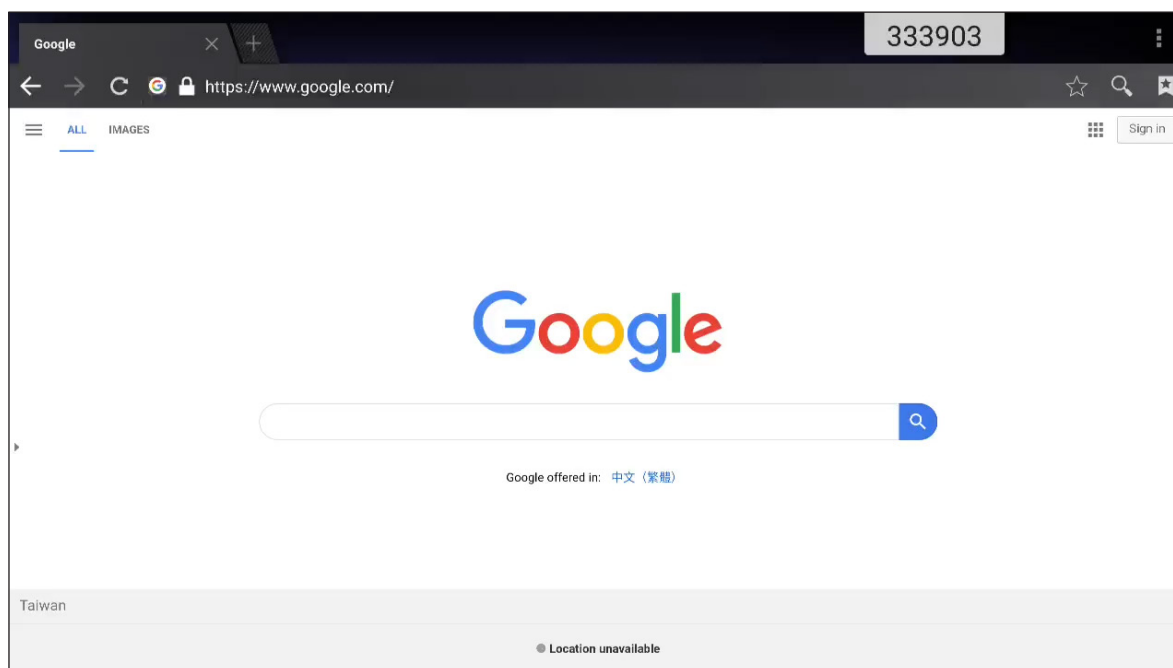 Google
333903
https://www.google.com/
ALL IMAGES
Sign in
Google
Google offered in: 中文（繁體）
Taiwan
Location unavailable